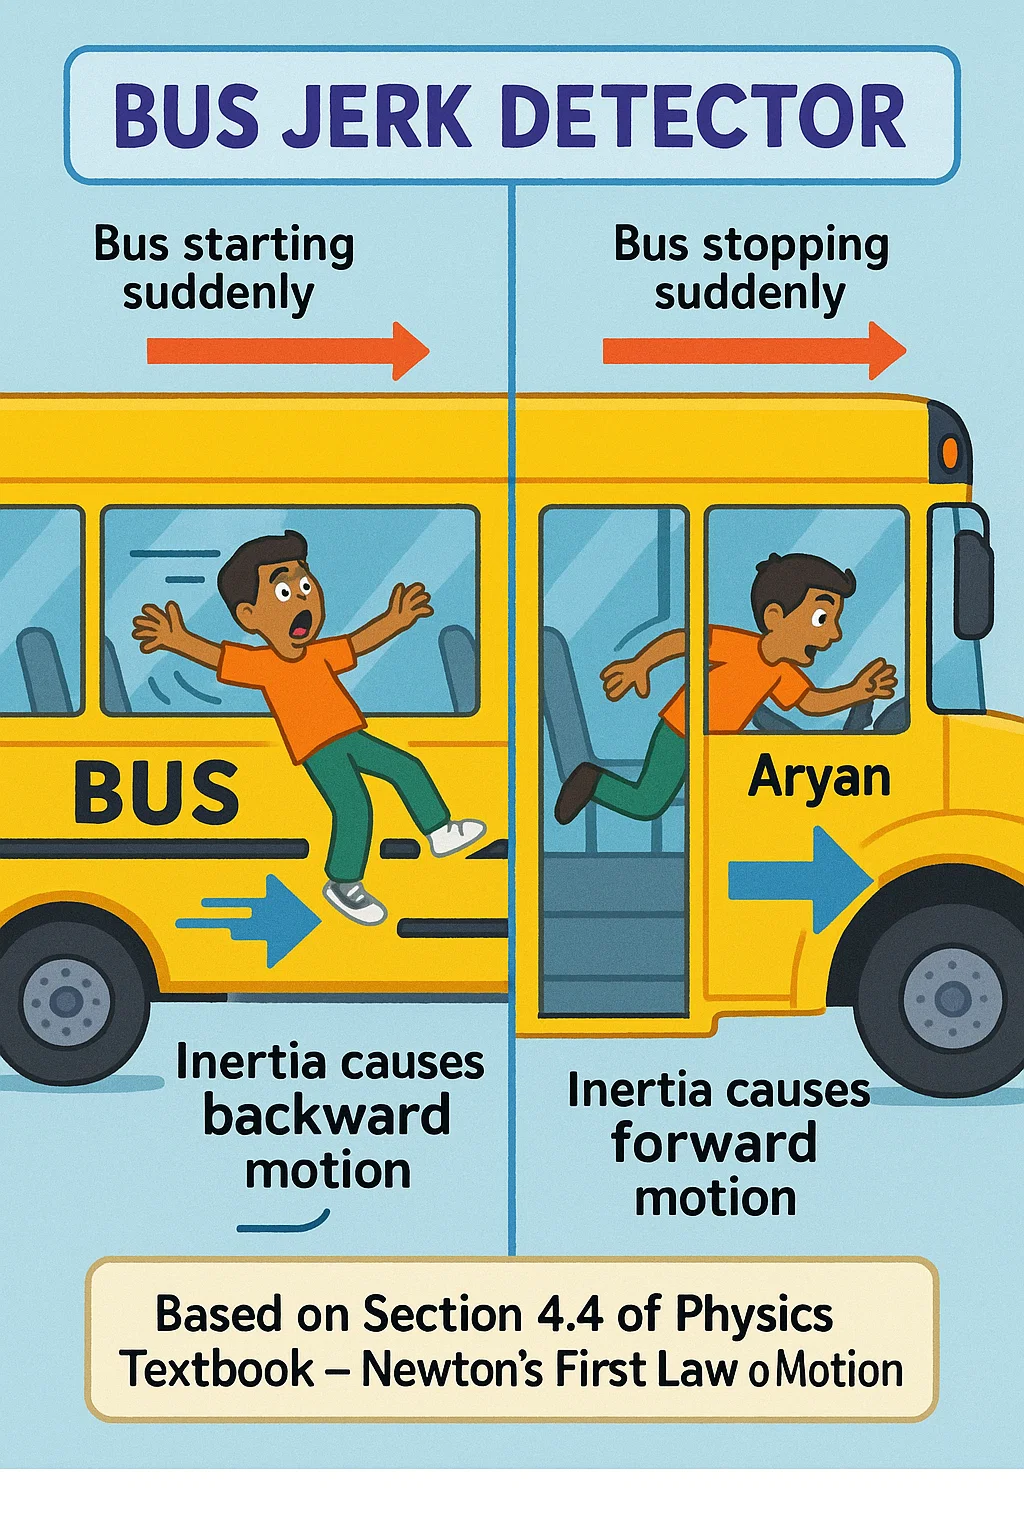 BUS JERK DETECTOR
Bus starting
suddenly
Bus stopping
suddenly
BUS
Aryan
Inertia causes
backward
motion
Inertia causes
forward
motion
Based on Section 4.4 of Physics
Textbook – Newton's First Law o Motion